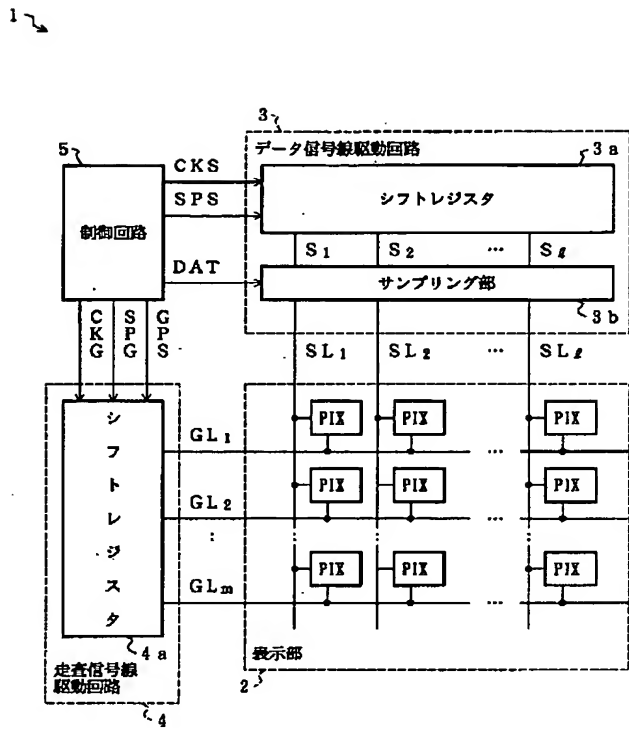 1
3
データ信号線駆動回路
3a
シフトレジスタ
5
CKS
SPS
制御回路
DAT
S1 S2 … Sℓ
サンプリング部
3b
CKG SPG GPS
SL1 SL2 … SLℓ
シフトレジスタ
PIX PIX PIX
GL1
…
PIX PIX PIX
GL2
…
:
PIX PIX PIX
GLm
…
4a
走査信号線
駆動回路
4
表示部
2